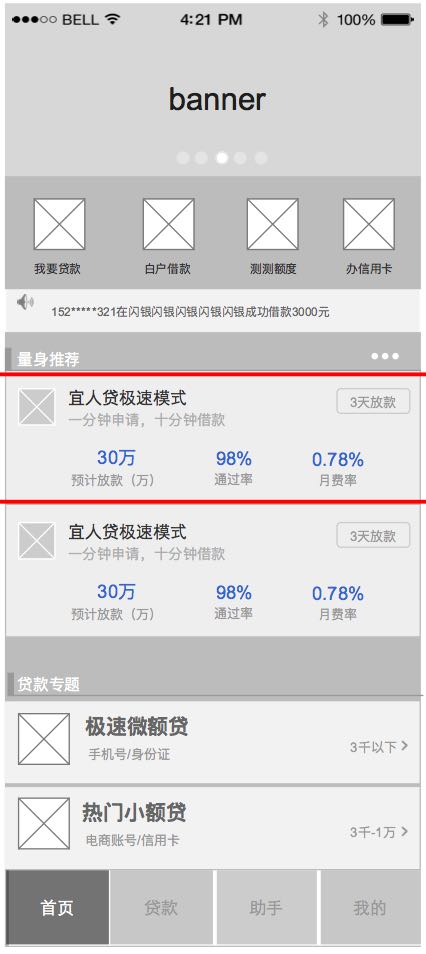 BELL 4:21 PM 100%
banner
我要贷款 白户借款 测测额度 办信用卡
152*****321在闪银闪银闪银闪银闪银成功借款3000元
量身推荐
宜人贷极速模式 3天放款
一分钟申请，十分钟借款
30万 98% 0.78%
预计放款（万） 通过率 月费率
宜人贷极速模式 3天放款
一分钟申请，十分钟借款
30万 98% 0.78%
预计放款（万） 通过率 月费率
贷款专题
极速微额贷
手机号/身份证 3千以下
热门小额贷
电商账号/信用卡 3千-1万
首页 贷款 助手 我的